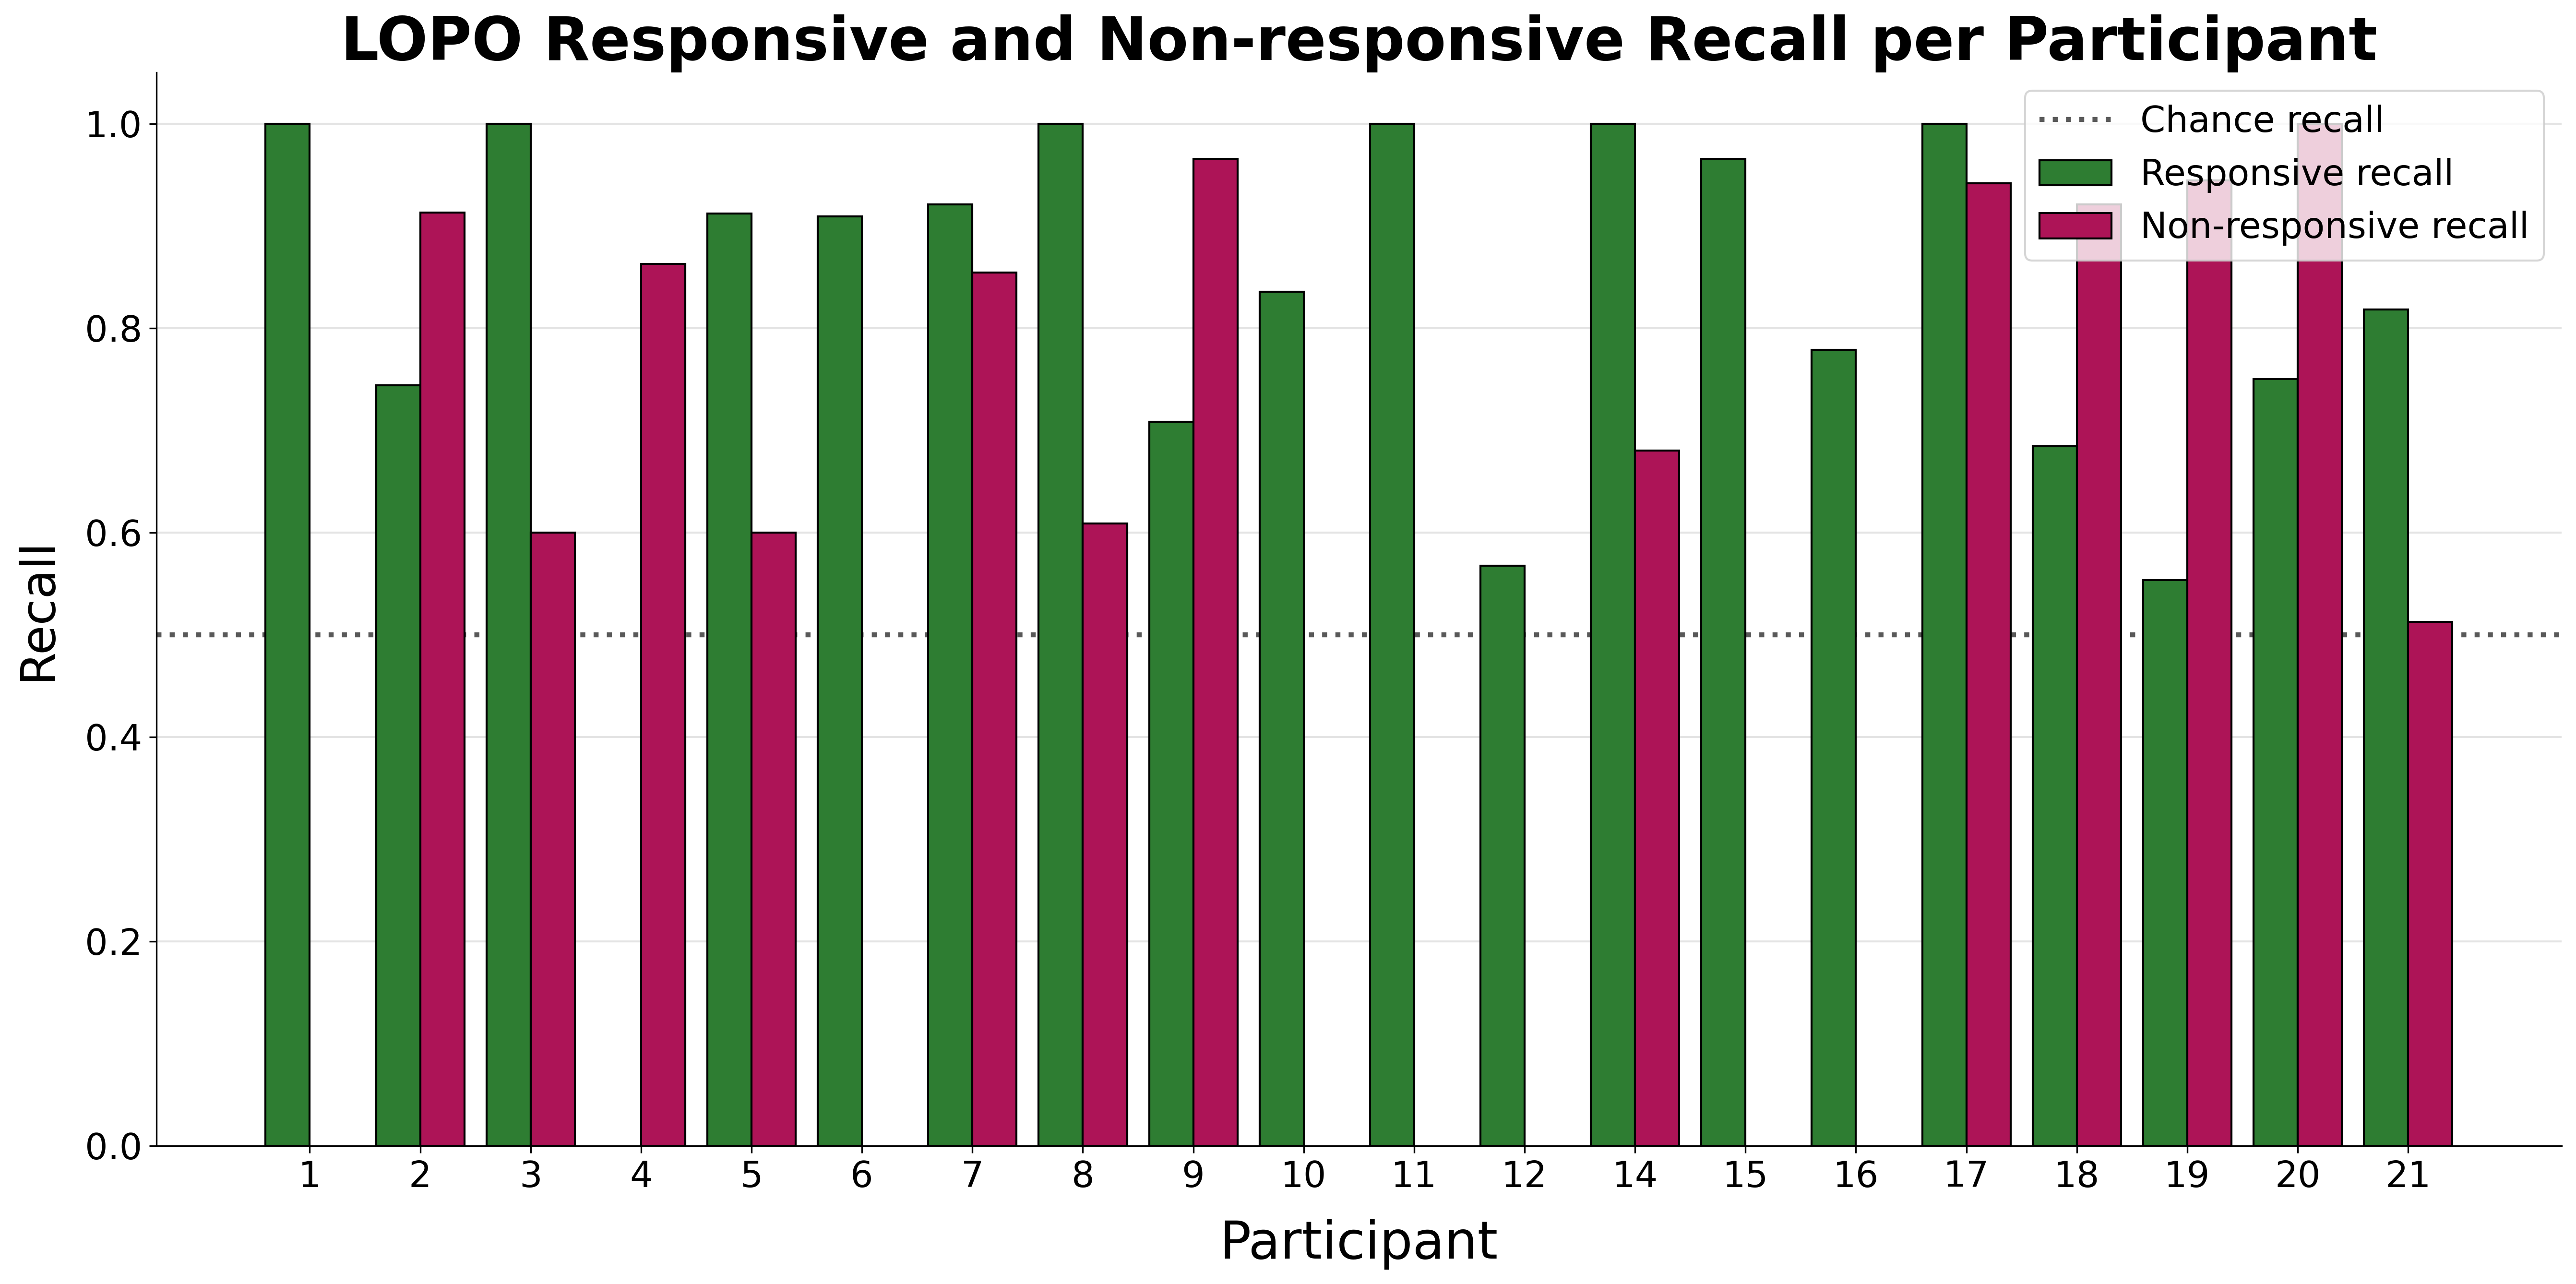 LOPO Responsive and Non-responsive Recall per Participant
Chance recall
Responsive recall
Non-responsive recall
Recall
1.0
0.8
0.6
0.4
0.2
0.0
1 2 3 4 5 6 7 8 9 10 11 12 14 15 16 17 18 19 20 21
Participant